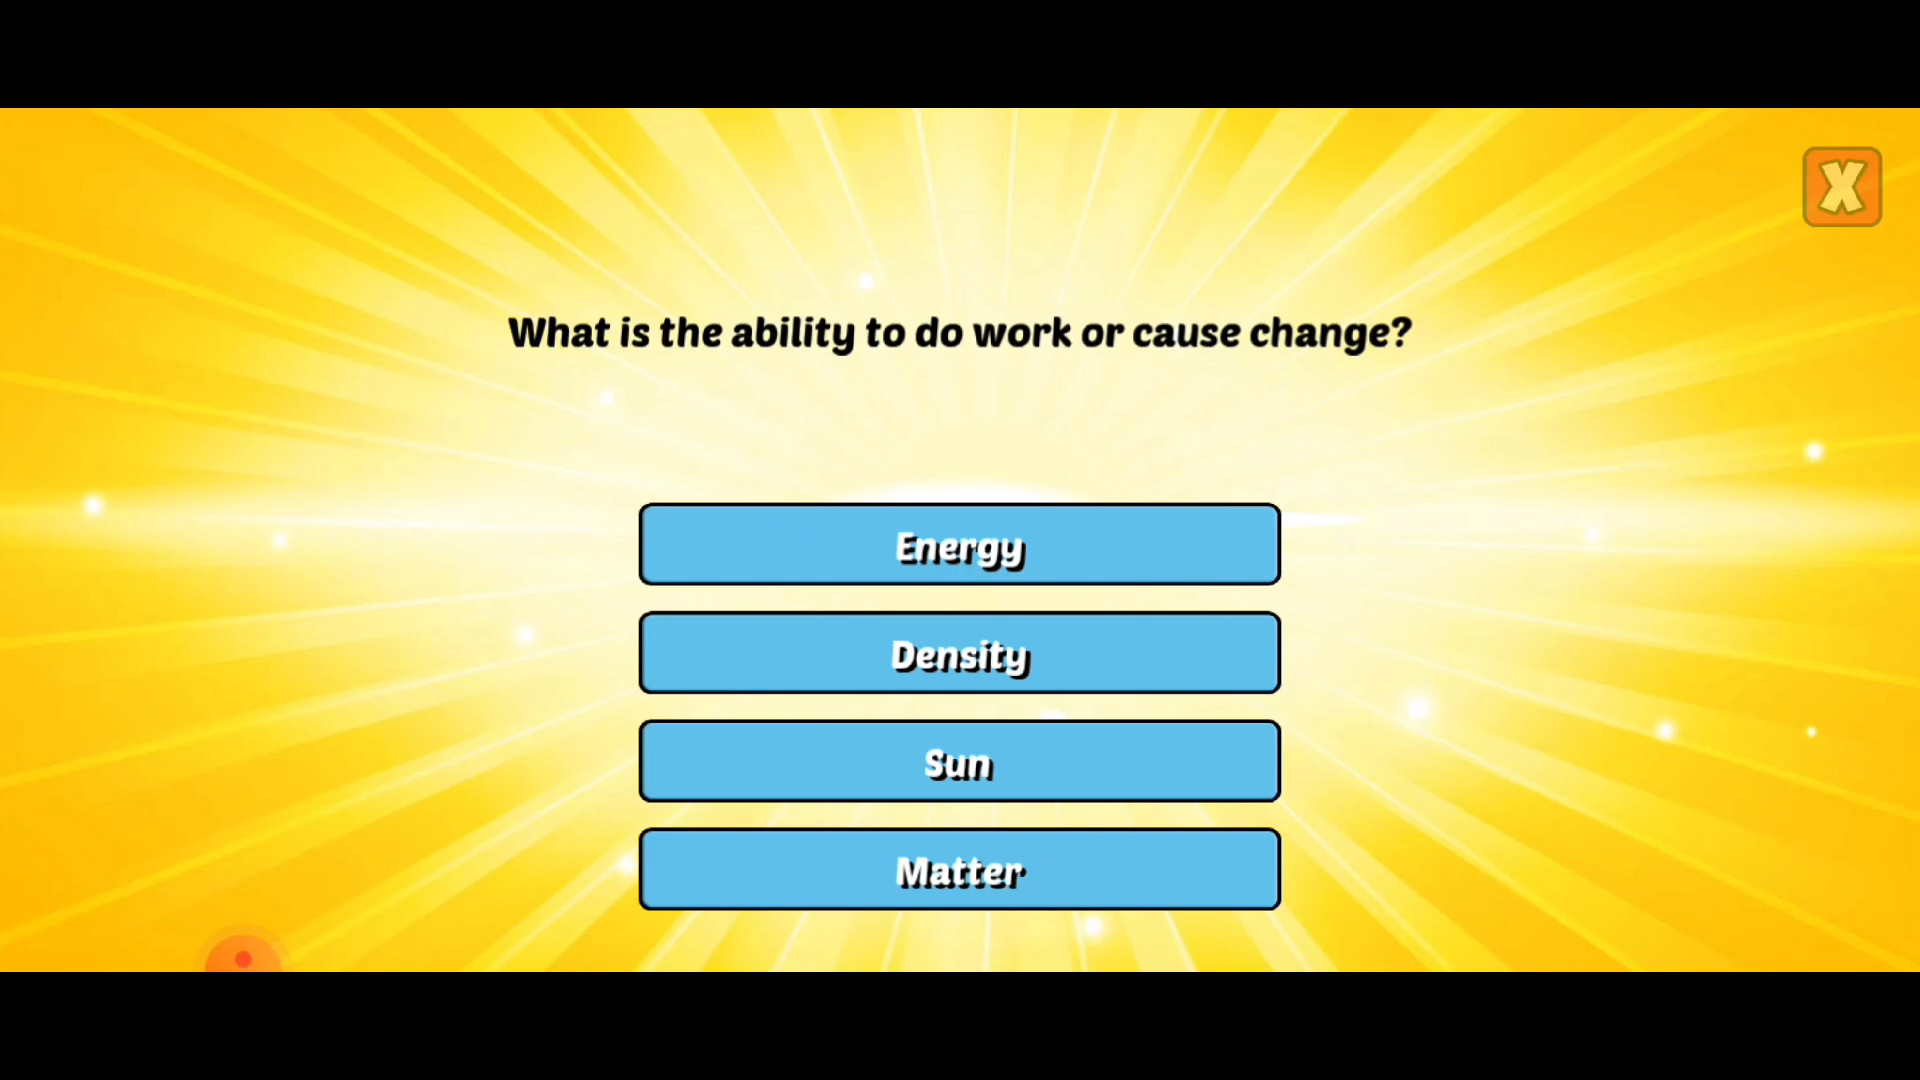 X
What is the ability to do work or cause change?
Energy
Density
Sun
Matter